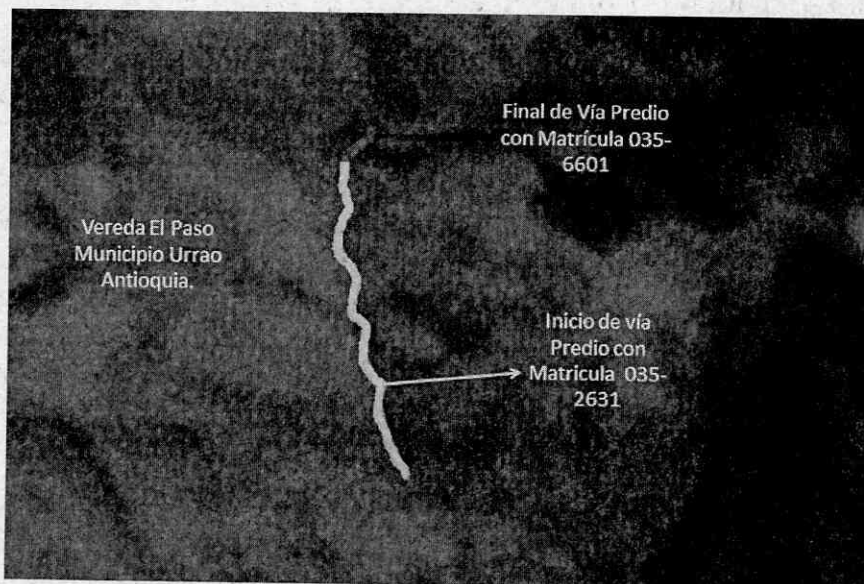 Final de Vía Predio
con Matrícula 035-
6601
Vereda El Paso
Municipio Urrao
Antioquia.
Inicio de vía
Predio con
Matricula 035-
2631